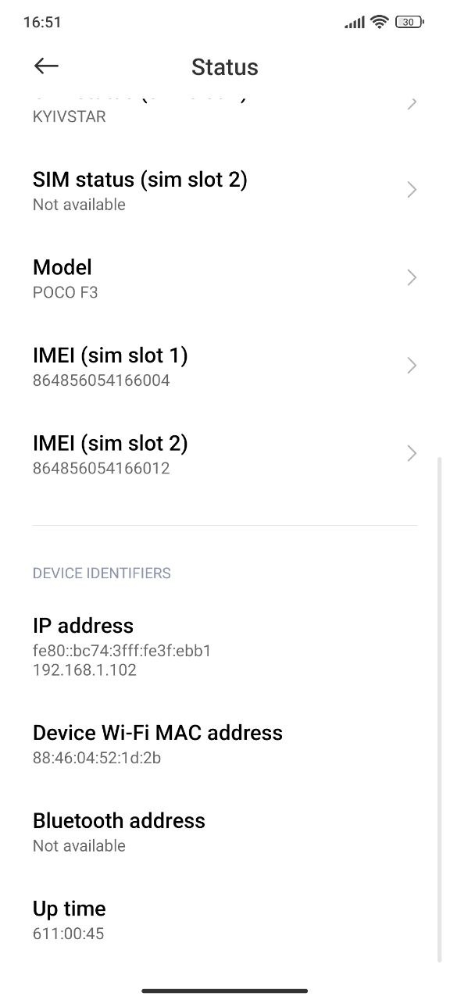 16:51
30
Status
KYIVSTAR
SIM status (sim slot 2)
Not available
Model
POCO F3
IMEI (sim slot 1)
864856054166004
IMEI (sim slot 2)
864856054166012
DEVICE IDENTIFIERS
IP address
fe80::bc74:3fff:fe3f:ebb1
192.168.1.102
Device Wi-Fi MAC address
88:46:04:52:1d:2b
Bluetooth address
Not available
Up time
611:00:45